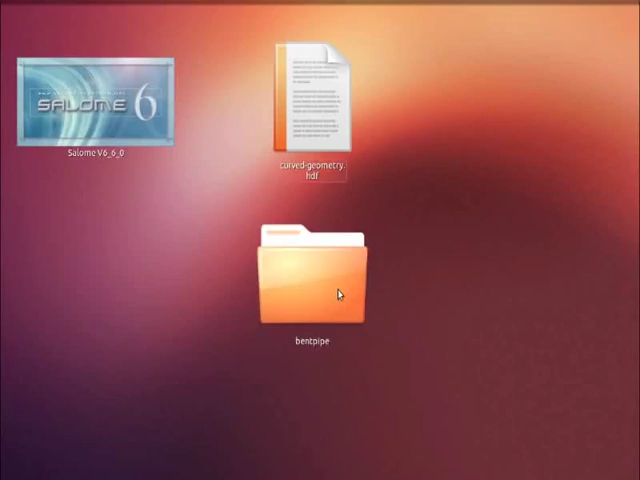 SALOME 6
Salome V6_6_0
curved-geometry.
hdf
bentpipe